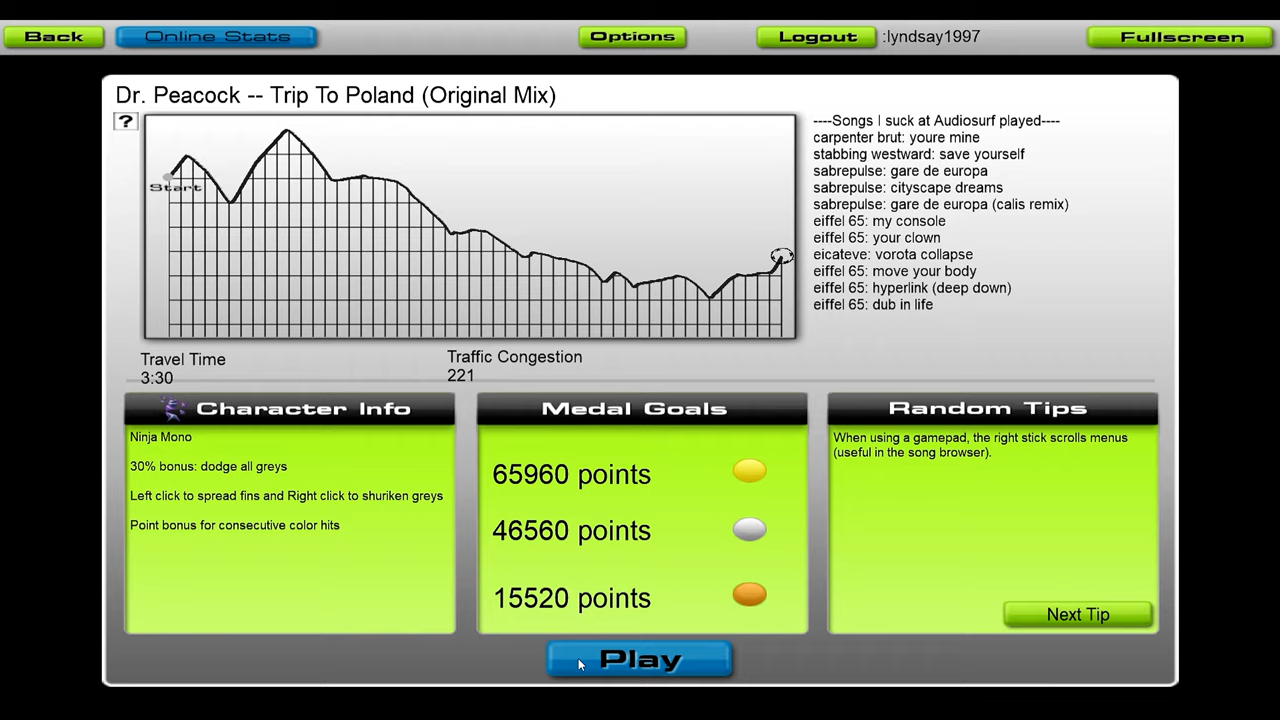 Back
Online Stats
Options
Logout
:lyndsay1997
Fullscreen
Dr. Peacock -- Trip To Poland (Original Mix)
?
Start
----Songs I suck at Audiosurf played----
carpenter brut: youre mine
stabbing westward: save yourself
sabrepulse: gare de europa
sabrepulse: cityscape dreams
sabrepulse: gare de europa (calis remix)
eiffel 65: my console
eiffel 65: your clown
eicateve: vorota collapse
eiffel 65: move your body
eiffel 65: hyperlink (deep down)
eiffel 65: dub in life
Travel Time
3:30
Traffic Congestion
221
Character Info
Ninja Mono
30% bonus: dodge all greys
Left click to spread fins and Right click to shuriken greys
Point bonus for consecutive color hits
Medal Goals
65960 points
46560 points
15520 points
Random Tips
When using a gamepad, the right stick scrolls menus
(useful in the song browser).
Next Tip
Play